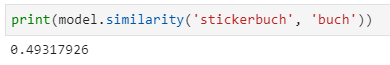 print(model.similarity('stickerbuch', 'buch'))
0.49317926